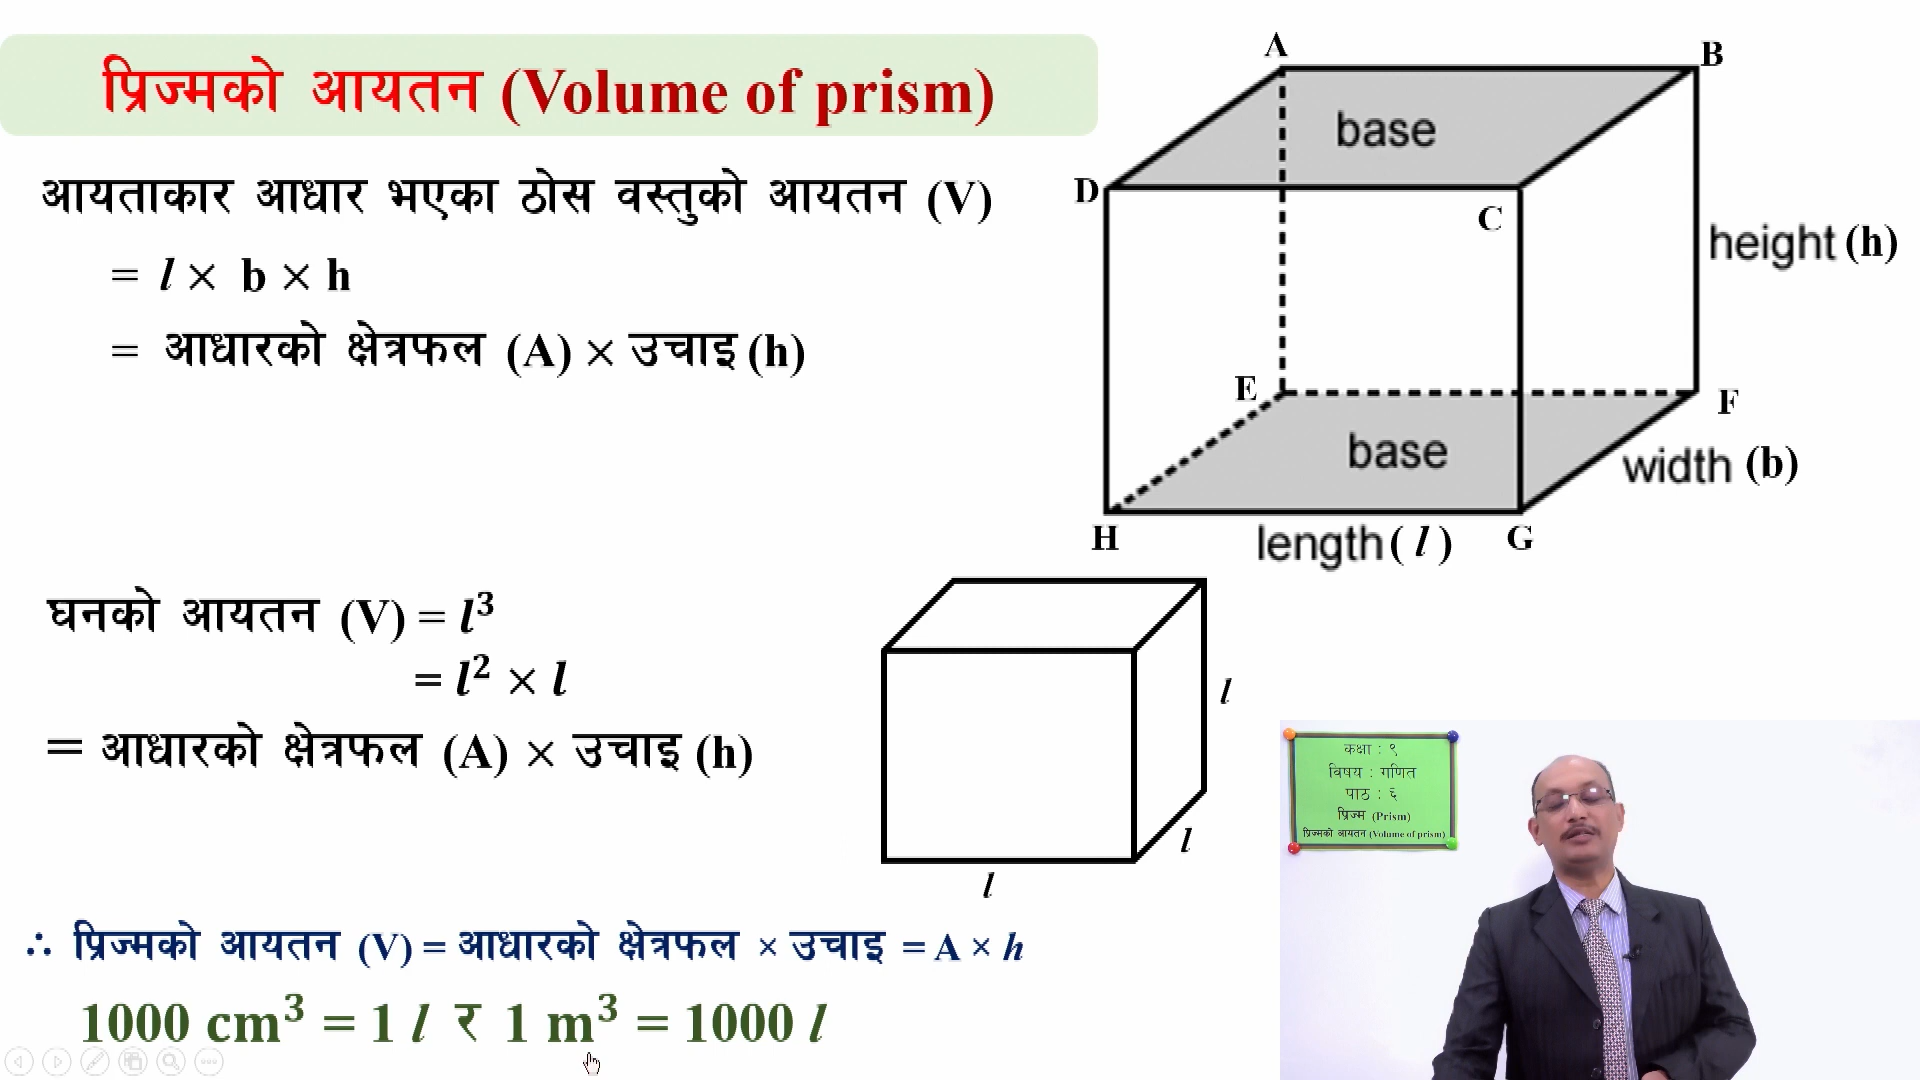 प्रिज्मको आयतन (Volume of prism)
आयताकार आधार भएका ठोस वस्तुको आयतन (V)
= l × b × h
= आधारको क्षेत्रफल (A) × उचाइ (h)
A
B
base
D
C
height (h)
E
F
base
width (b)
H
length ( l )
G
घनको आयतन (V) = l³
= l² × l
= आधारको क्षेत्रफल (A) × उचाइ (h)
l
l
l
∴ प्रिज्मको आयतन (V) = आधारको क्षेत्रफल × उचाइ = A × h
1000 cm³ = 1 l र 1 m³ = 1000 l
कक्षा : ९
विषय : गणित
पाठ : ६
प्रिज्म (Prism)
प्रिज्मको आयतन (Volume of prism)